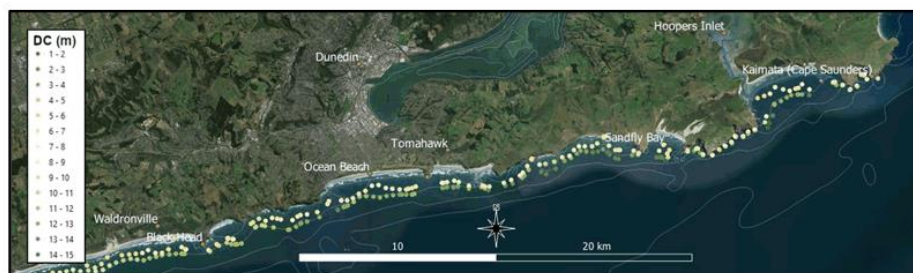 DC (m)
1 - 2
2 - 3
3 - 4
4 - 5
5 - 6
6 - 7
7 - 8
8 - 9
9 - 10
10 - 11
11 - 12
12 - 13
13 - 14
14 - 15
Hoopers Inlet
Dunedin
Kaimata (Cape Saunders)
Tomahawk
Sandfly Bay
Ocean Beach
Waldronville
Black Head
10
20 km